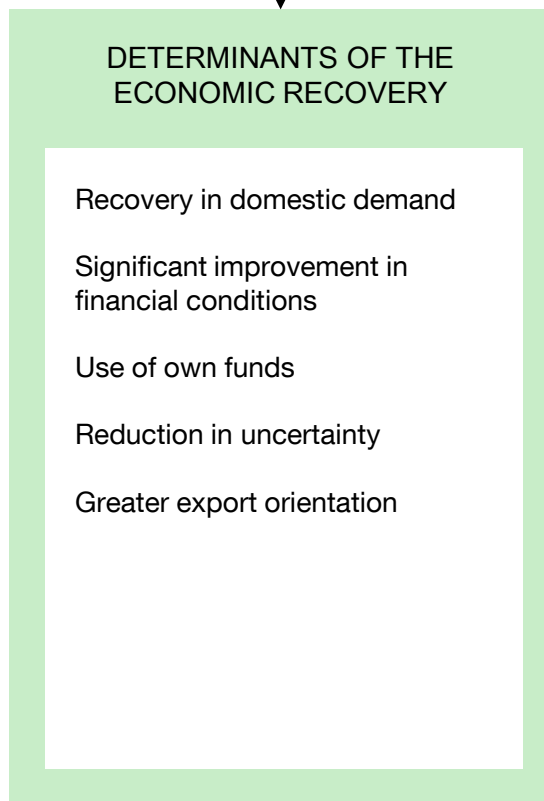 DETERMINANTS OF THE
ECONOMIC RECOVERY
Recovery in domestic demand
Significant improvement in
financial conditions
Use of own funds
Reduction in uncertainty
Greater export orientation